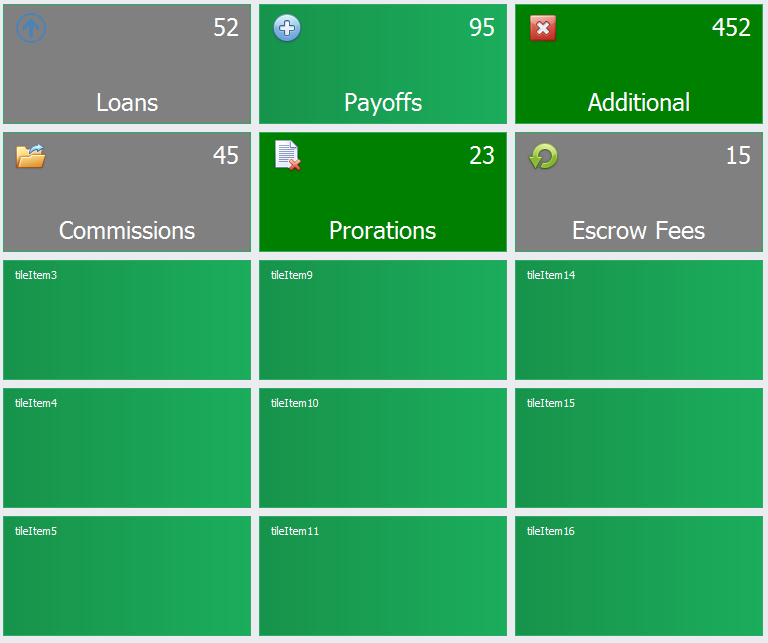 52
Loans
95
Payoffs
452
Additional
45
Commissions
23
Prorations
15
Escrow Fees
tileItem3
tileItem9
tileItem14
tileItem4
tileItem10
tileItem15
tileItem5
tileItem11
tileItem16